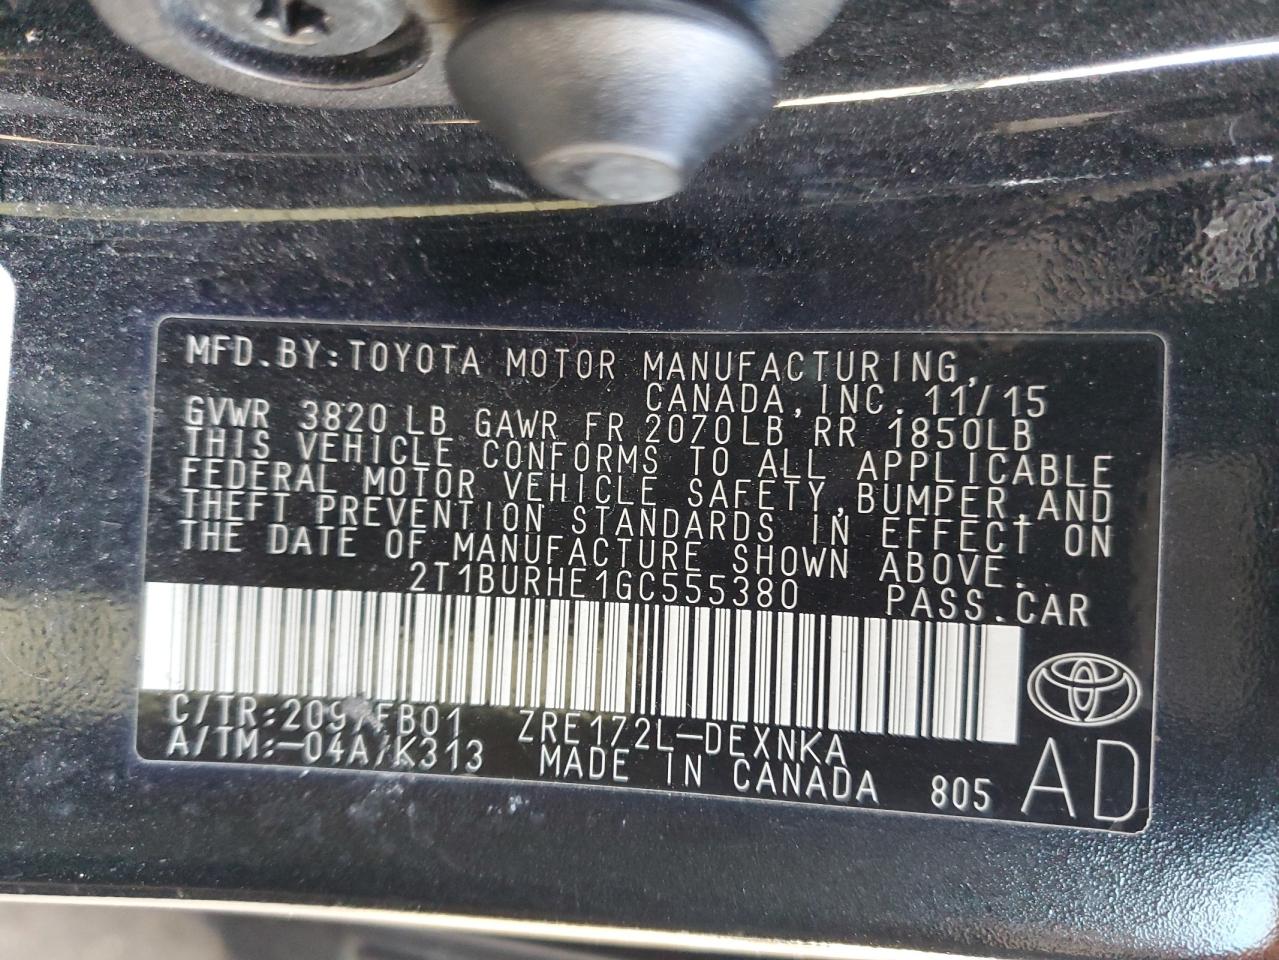 MFD.BY:TOYOTA MOTOR MANUFACTURING,
CANADA,INC. 11/15
GVWR 3820 LB GAWR FR 2070LB RR 1850LB
THIS VEHICLE CONFORMS TO ALL APPLICABLE
FEDERAL MOTOR VEHICLE SAFETY,BUMPER,AND
THEFT PREVENTION STANDARDS IN EFFECT ON
THE DATE OF MANUFACTURE SHOWN ABOVE.
2T1BURHE1GC555380 PASS.CAR
C/TR:209/FB01 ZRE172L-DEXNKA
A/TM:-04A/K313 MADE IN CANADA 805 AD